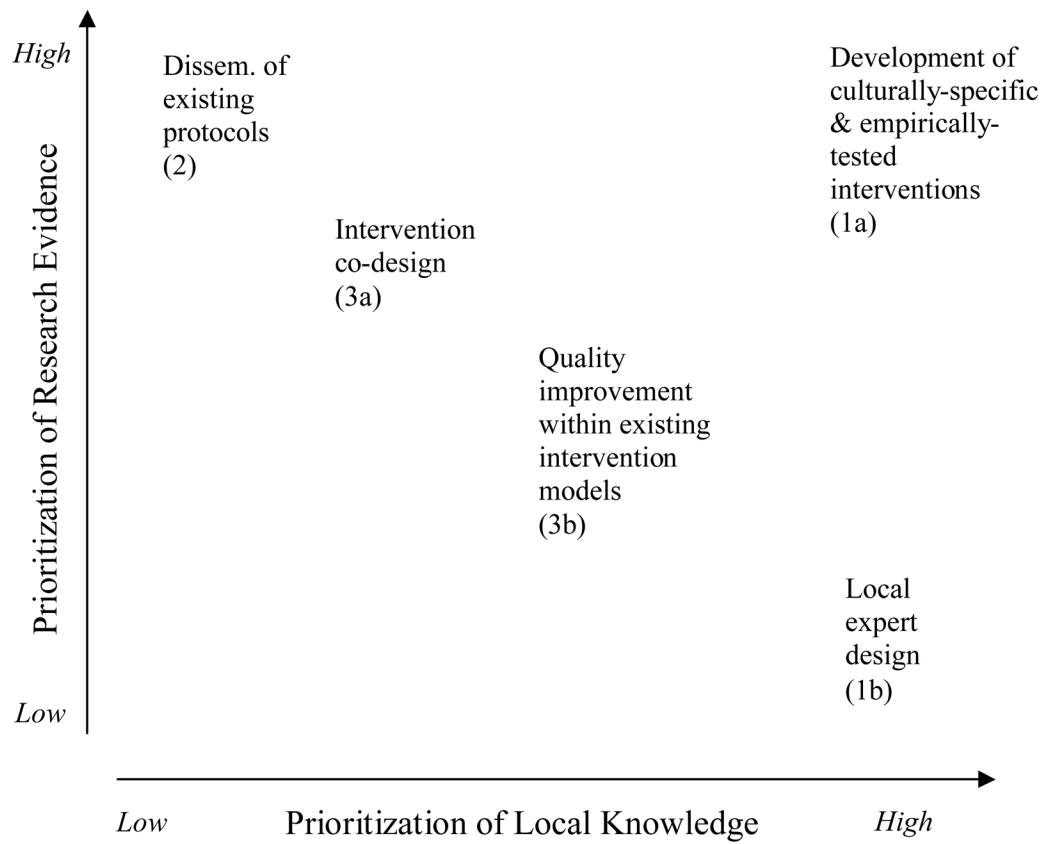 High
Dissem. of
existing
protocols
(2)
Development of
culturally-specific
& empirically-
tested
interventions
(1a)
Intervention
co-design
(3a)
Quality
improvement
within existing
intervention
models
(3b)
Local
expert
design
(1b)
Prioritization of Research Evidence
Low
Low
Prioritization of Local Knowledge
High